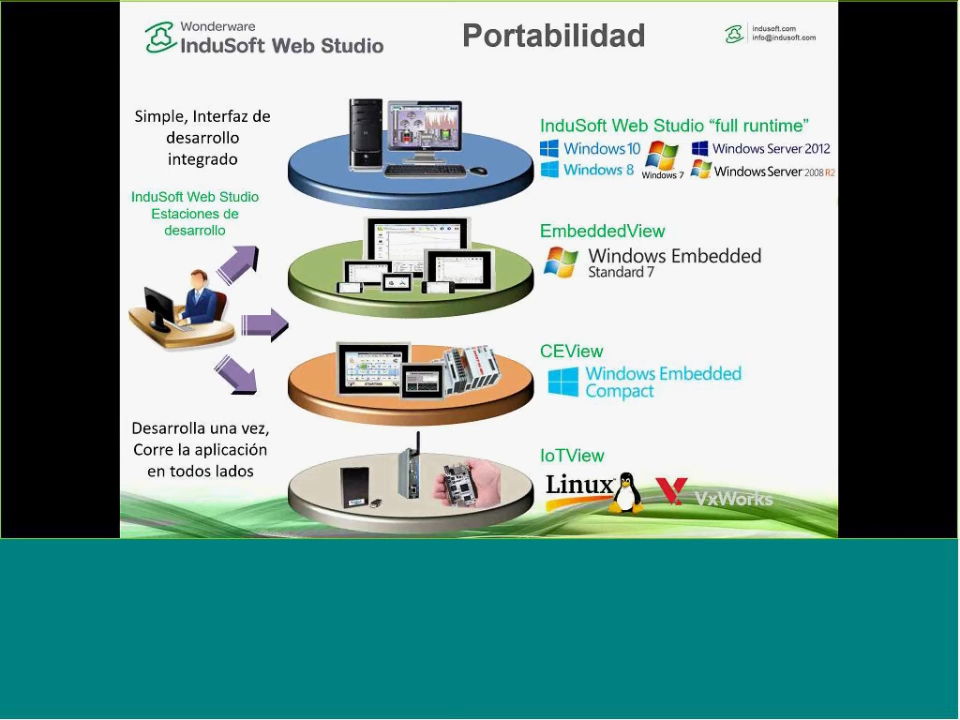 Wonderware
InduSoft Web Studio
Portabilidad
indusoft.com
info@indusoft.com
Simple, Interfaz de
desarrollo
integrado
InduSoft Web Studio
Estaciones de
desarrollo
Desarrolla una vez,
Corre la aplicación
en todos lados
InduSoft Web Studio “full runtime”
Windows 10
Windows 8
Windows 7
Windows Server 2012
Windows Server 2008 R2
EmbeddedView
Windows Embedded
Standard 7
CEView
Windows Embedded
Compact
IoTView
Linux
VxWorks